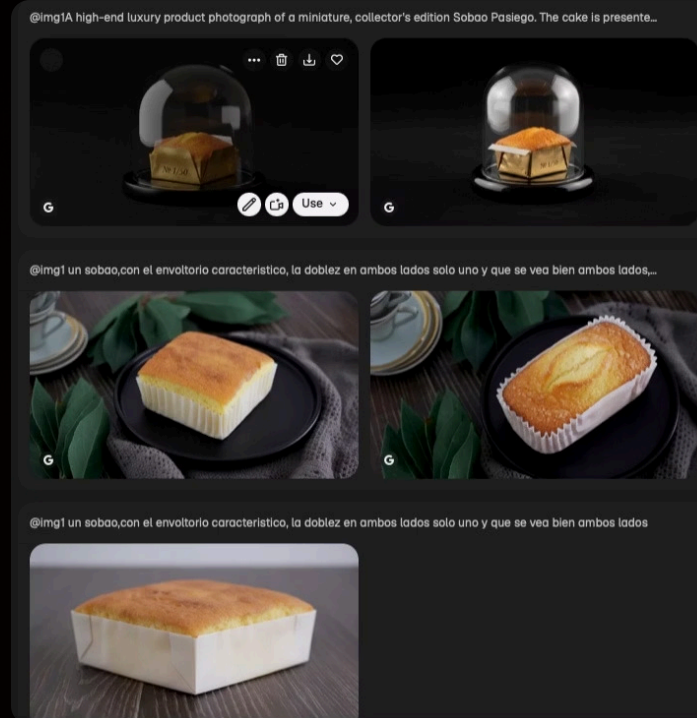 @img1A high-end luxury product photograph of a miniature, collector's edition Sobao Pasiego. The cake is presente...
Use
G
G
@img1 un sobao,con el envoltorio caracteristico, la doblez en ambos lados solo uno y que se vea bien ambos lados,...
G
G
@img1 un sobao,con el envoltorio caracteristico, la doblez en ambos lados solo uno y que se vea bien ambos lados